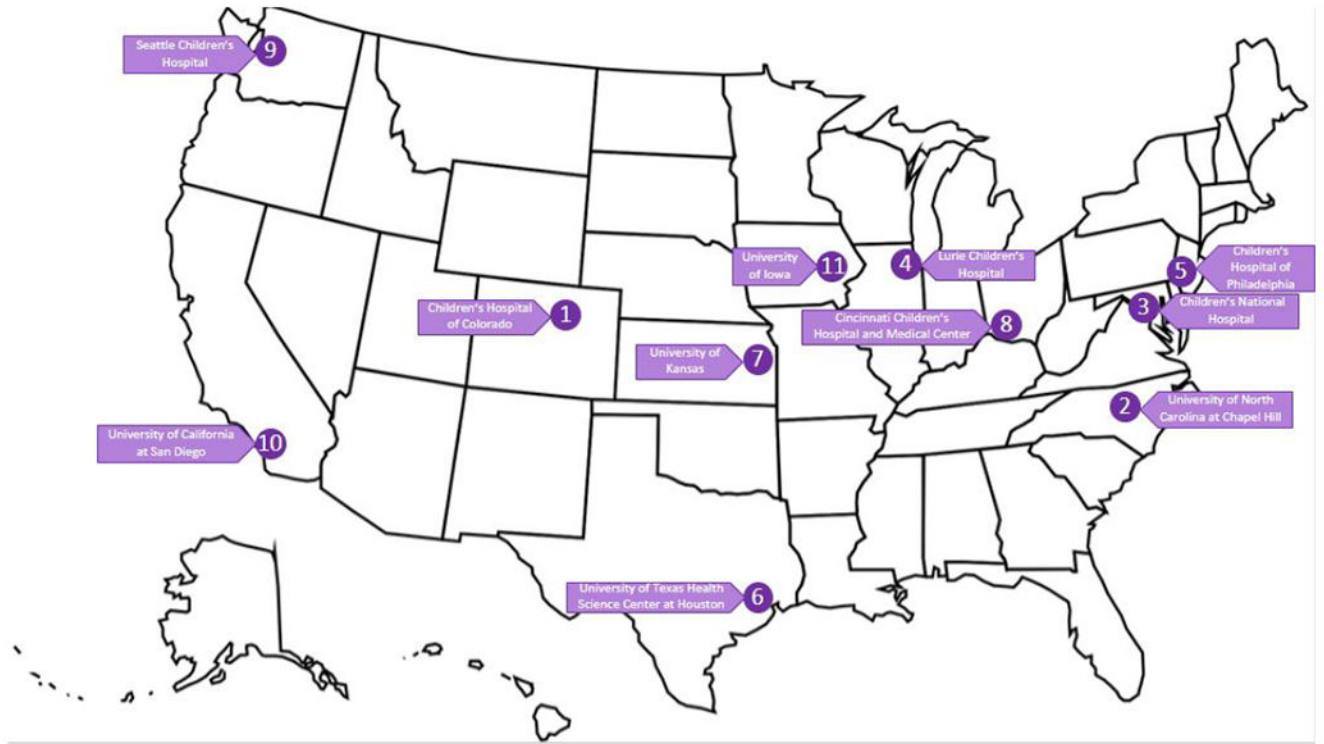 Seattle Children's
Hospital
9
University
of Iowa
11
4
Lurie Children's
Hospital
5
Children's
Hospital of
Philadelphia
3
Children's National
Hospital
Children's Hospital
of Colorado
1
Cincinnati Children's
Hospital and Medical Center
8
University of
Kansas
7
2
University of North
Carolina at Chapel Hill
University of California
at San Diego
10
University of Texas Health
Science Center at Houston
6